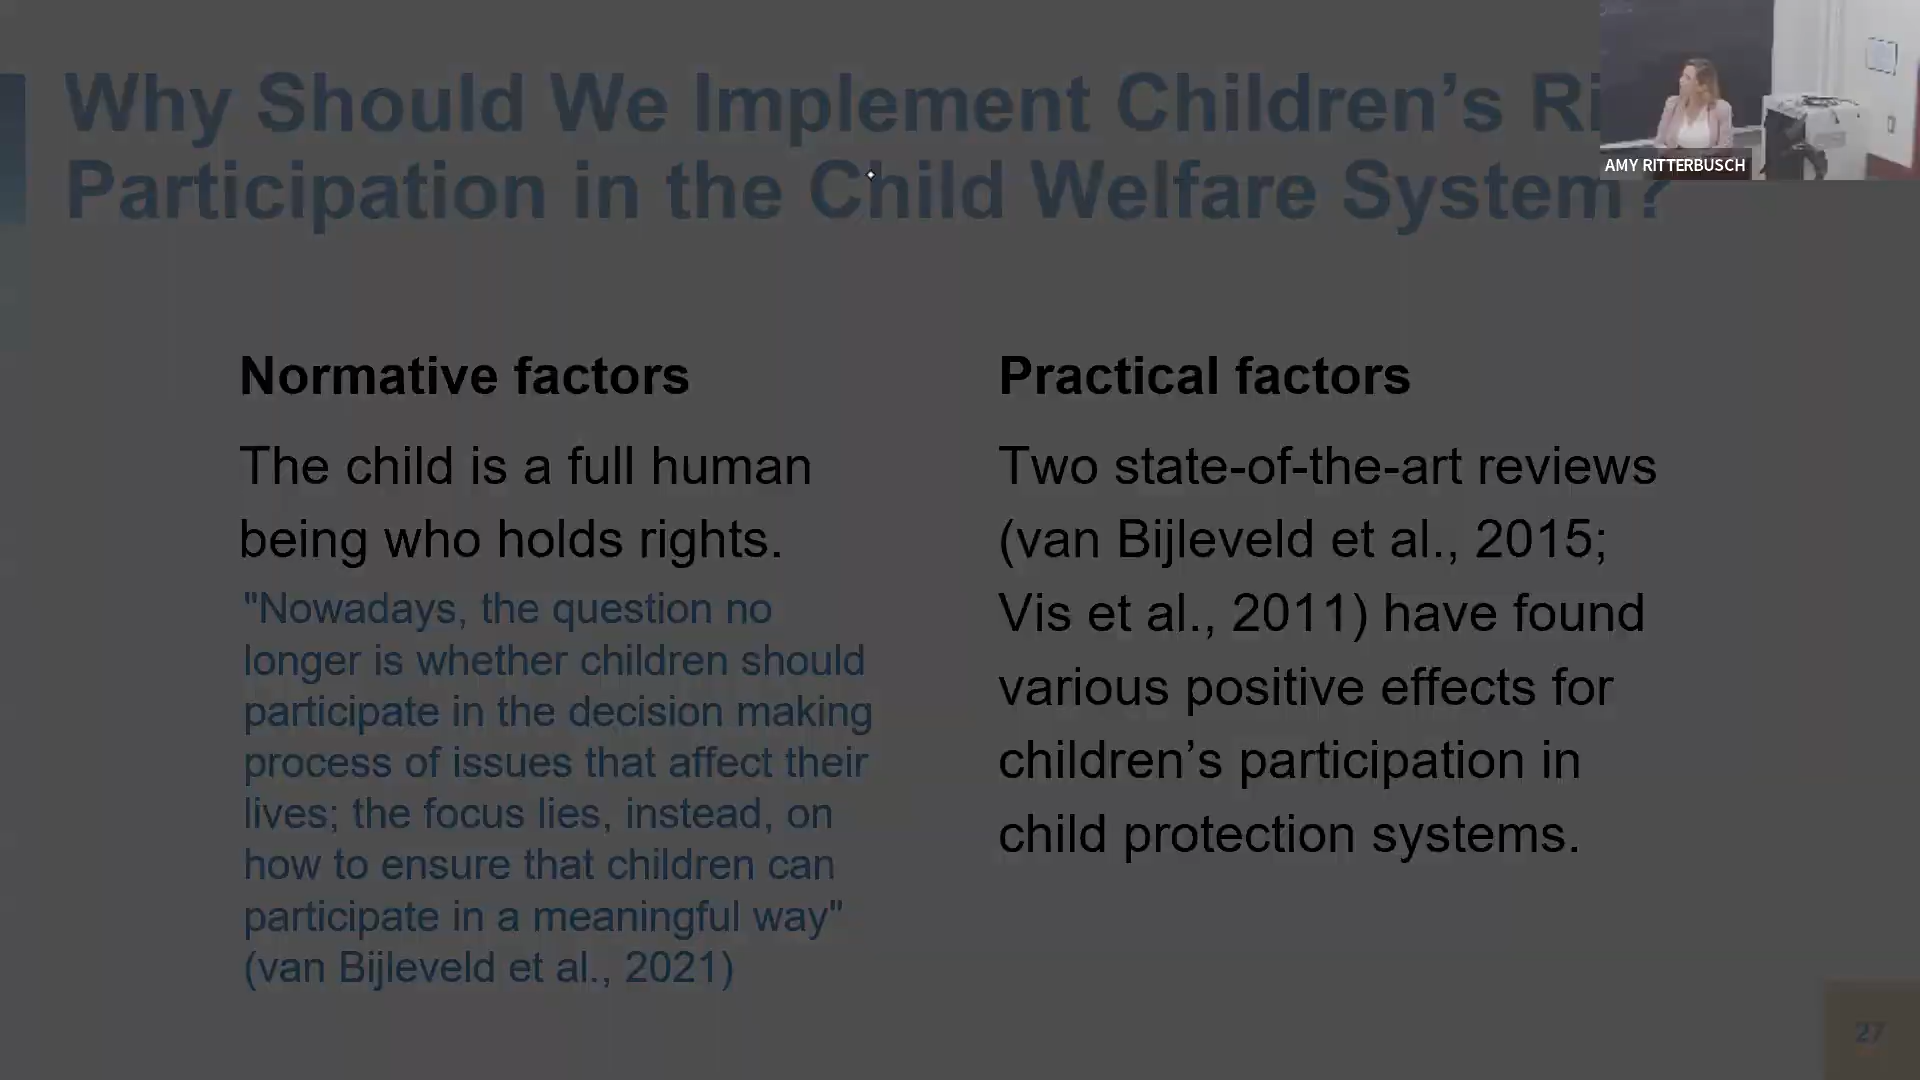 Why Should We Implement Children’s Ri
Participation in the Child Welfare System?
AMY RITTERBUSCH
Normative factors
The child is a full human
being who holds rights.
"Nowadays, the question no
longer is whether children should
participate in the decision making
process of issues that affect their
lives; the focus lies, instead, on
how to ensure that children can
participate in a meaningful way"
(van Bijleveld et al., 2021)
Practical factors
Two state-of-the-art reviews
(van Bijleveld et al., 2015;
Vis et al., 2011) have found
various positive effects for
children’s participation in
child protection systems.
27